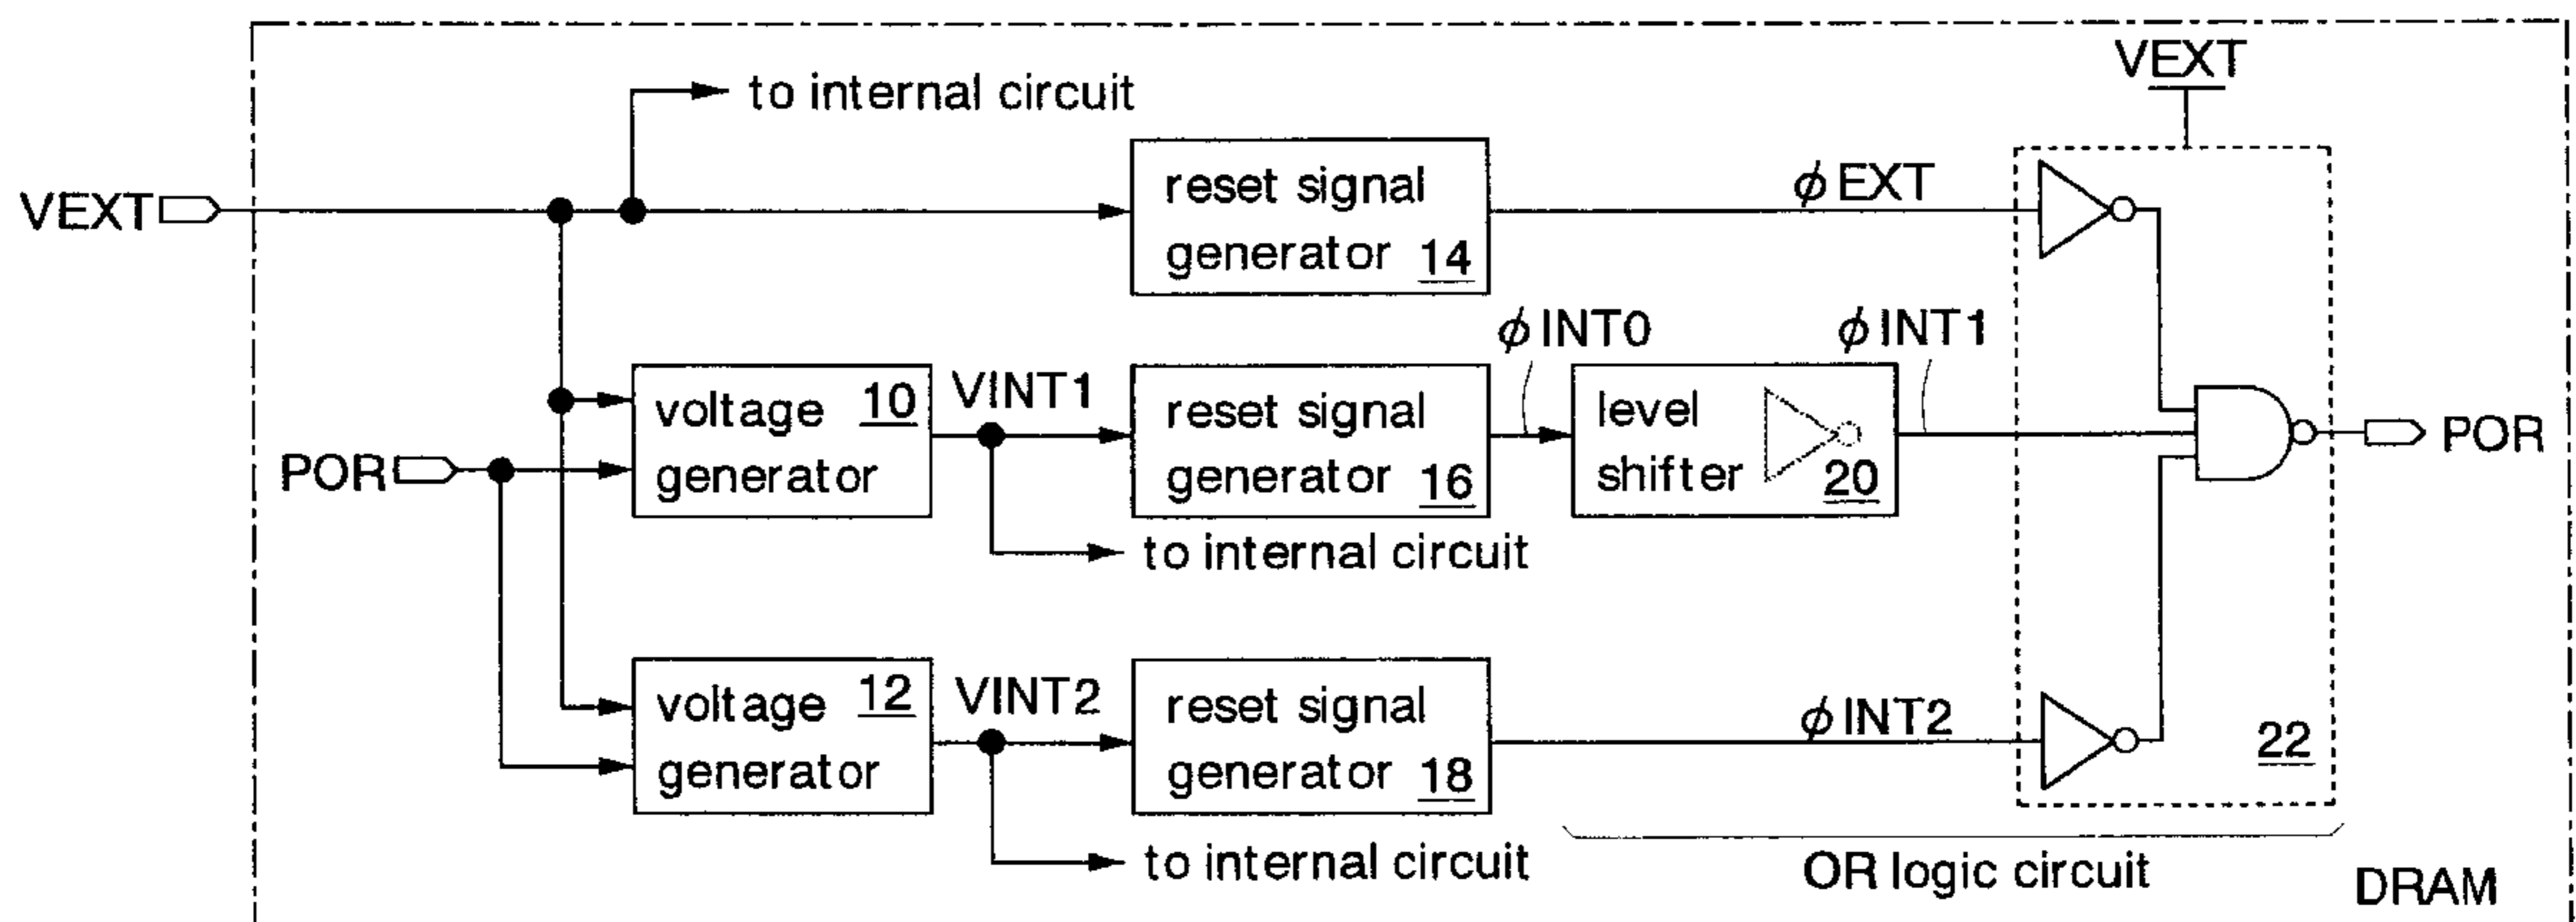 VEXT
to internal circuit
VEXT
reset signal
generator 14
φEXT
φINT0
φINT1
voltage 10
generator
VINT1
reset signal
generator 16
level
shifter 20
POR
POR
to internal circuit
voltage 12
generator
VINT2
reset signal
generator 18
φINT2
22
to internal circuit
OR logic circuit
DRAM